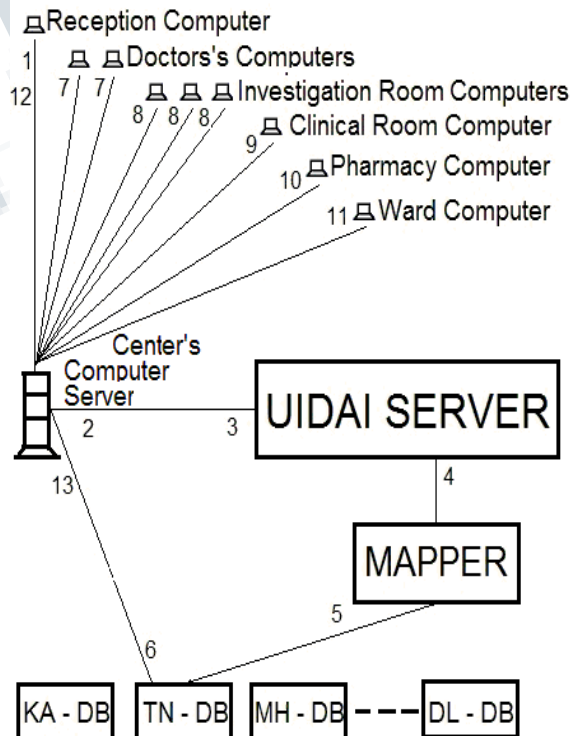 Reception Computer
1
12
Doctors's Computers
7 7
Investigation Room Computers
8 8 8
Clinical Room Computer
9
Pharmacy Computer
10
Ward Computer
11
Center's
Computer
Server
UIDAI SERVER
2 3
4
13
MAPPER
5
6
KA - DB TN - DB MH - DB DL - DB